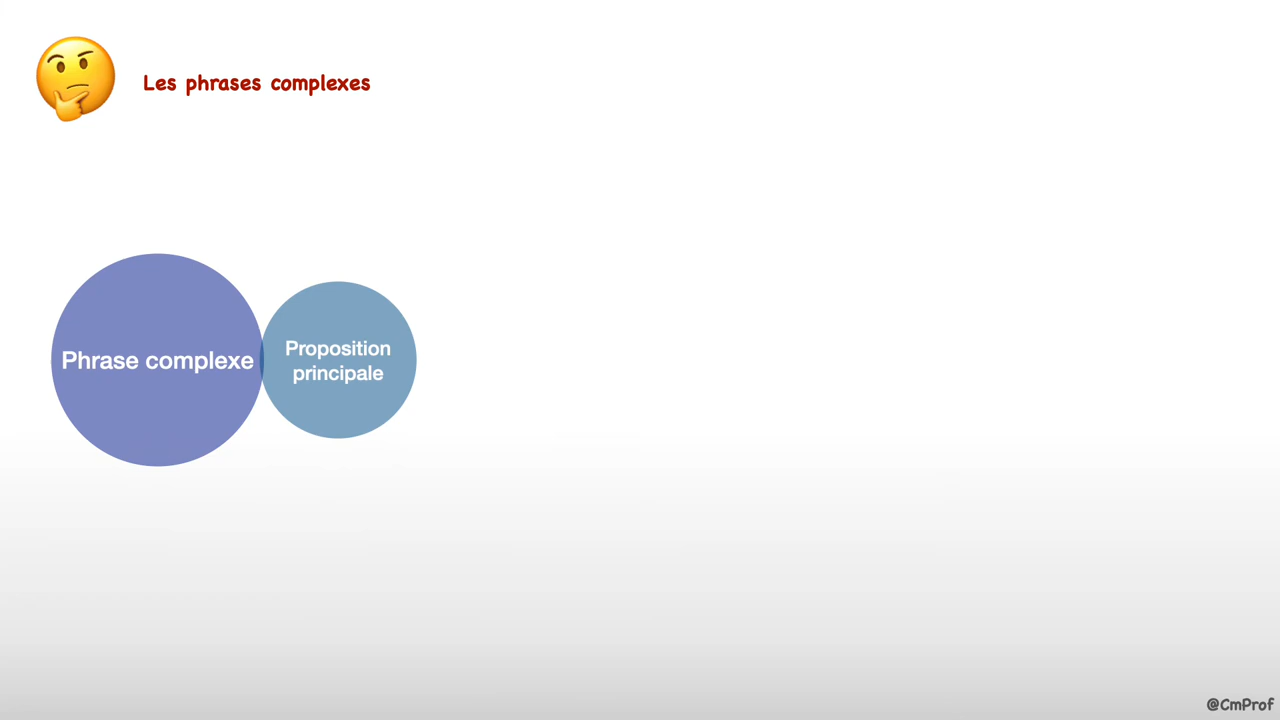 Les phrases complexes
Phrase complexe
Proposition
principale
@CmProf